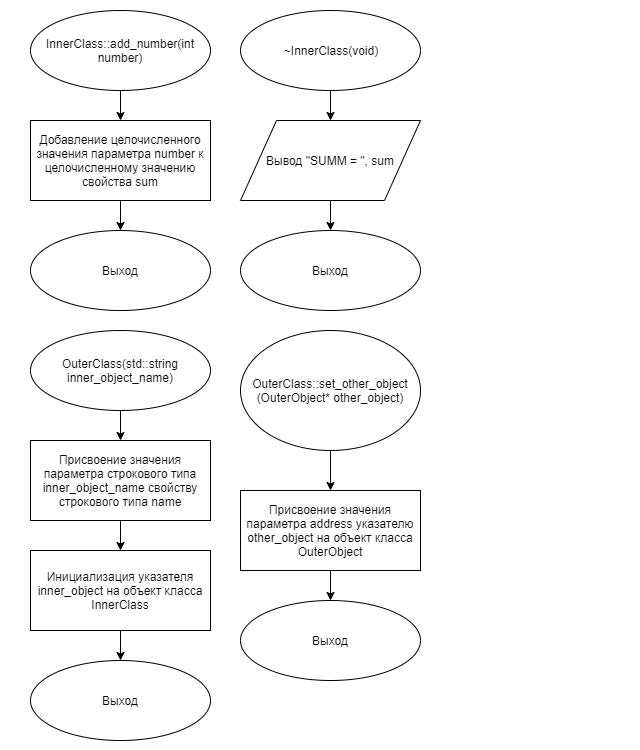 InnerClass::add_number(int
number)
Добавление целочисленного
значения параметра number к
целочисленному значению
свойства sum
Выход
~InnerClass(void)
Вывод "SUMM = ", sum
Выход
OuterClass(std::string
inner_object_name)
Присвоение значения
параметра строкового типа
inner_object_name свойству
строкового типа name
Инициализация указателя
inner_object на объект класса
InnerClass
Выход
OuterClass::set_other_object
(OuterObject* other_object)
Присвоение значения
параметра address указателю
other_object на объект класса
OuterObject
Выход